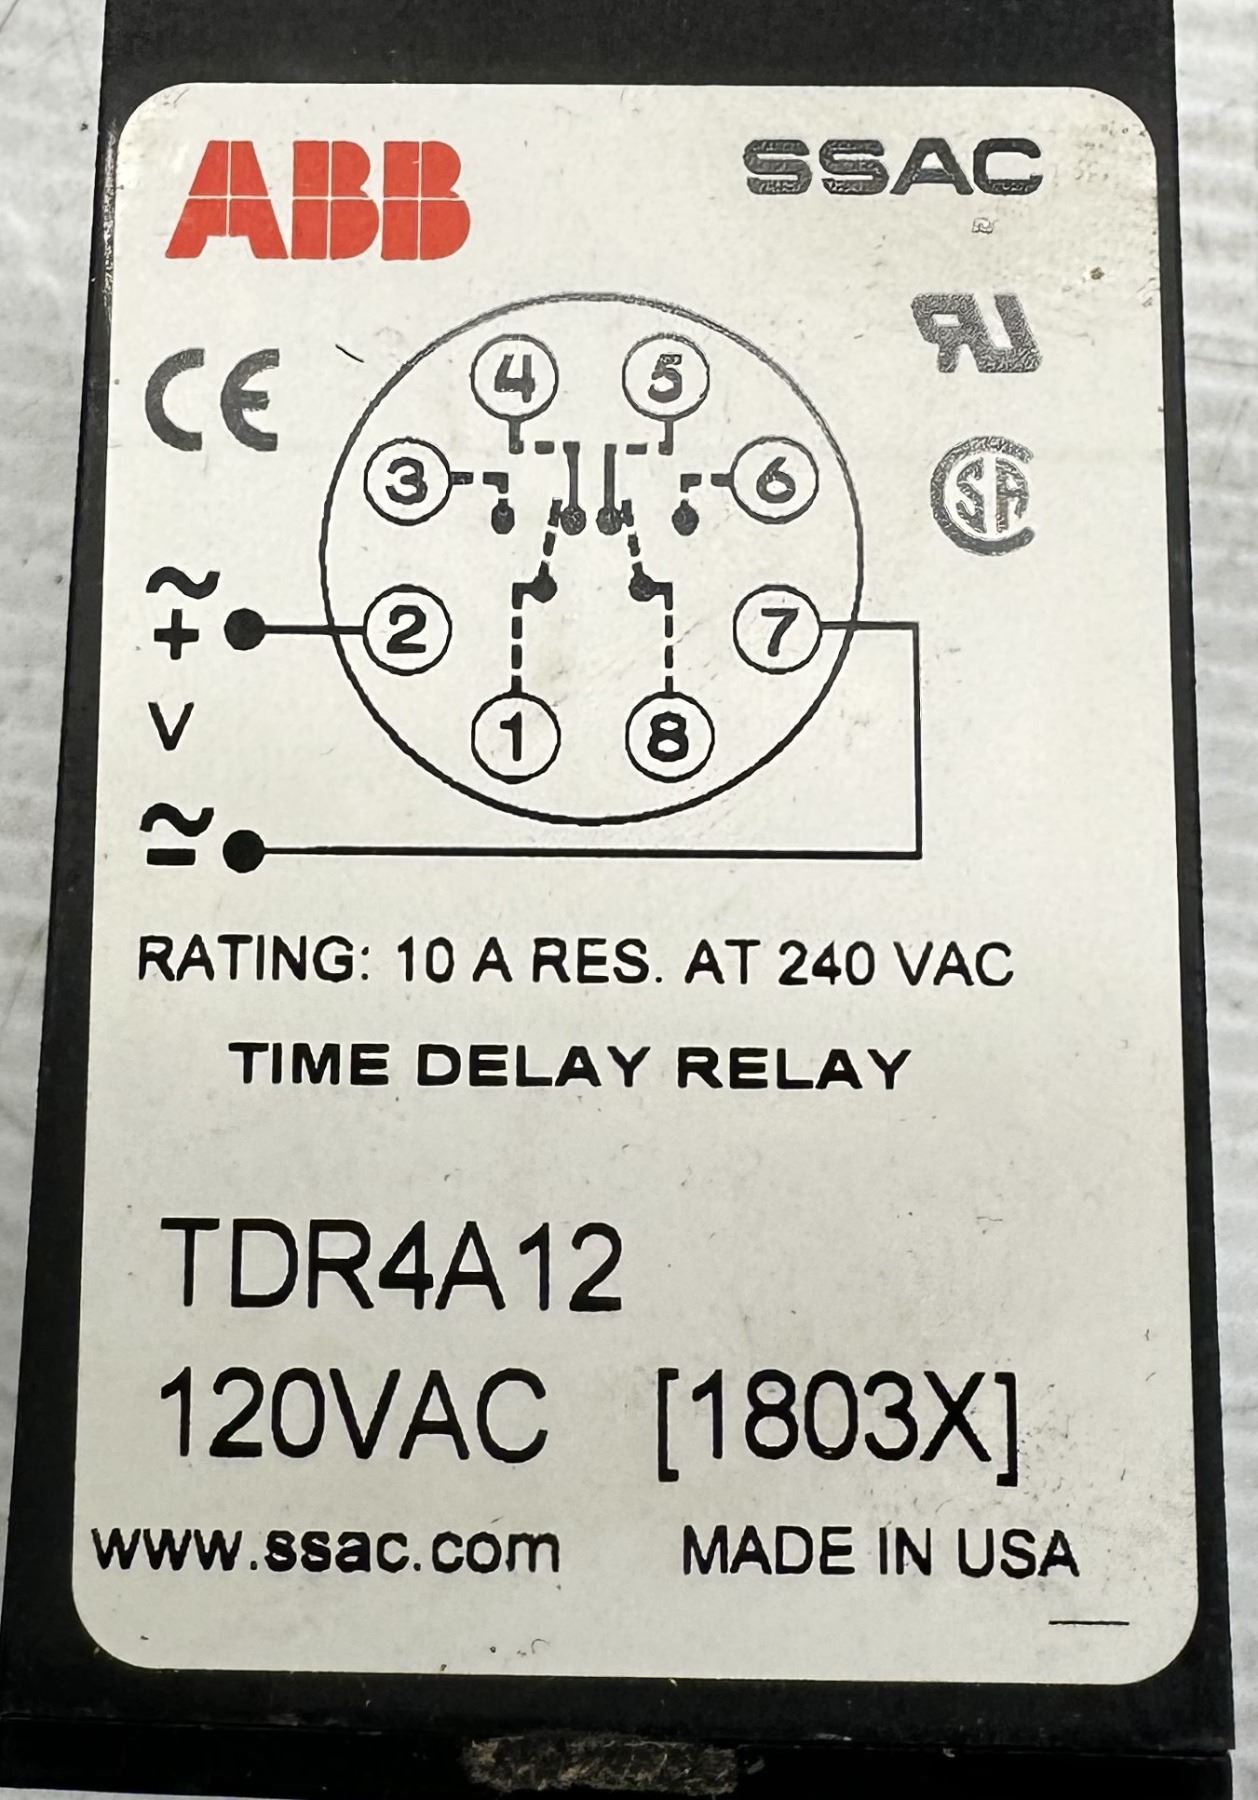 ABB SSAC
CE
4 5
3 6
2 7
1 8
~
+
V
~
-
RATING: 10 A RES. AT 240 VAC
TIME DELAY RELAY
TDR4A12
120VAC [1803X]
www.ssac.com MADE IN USA